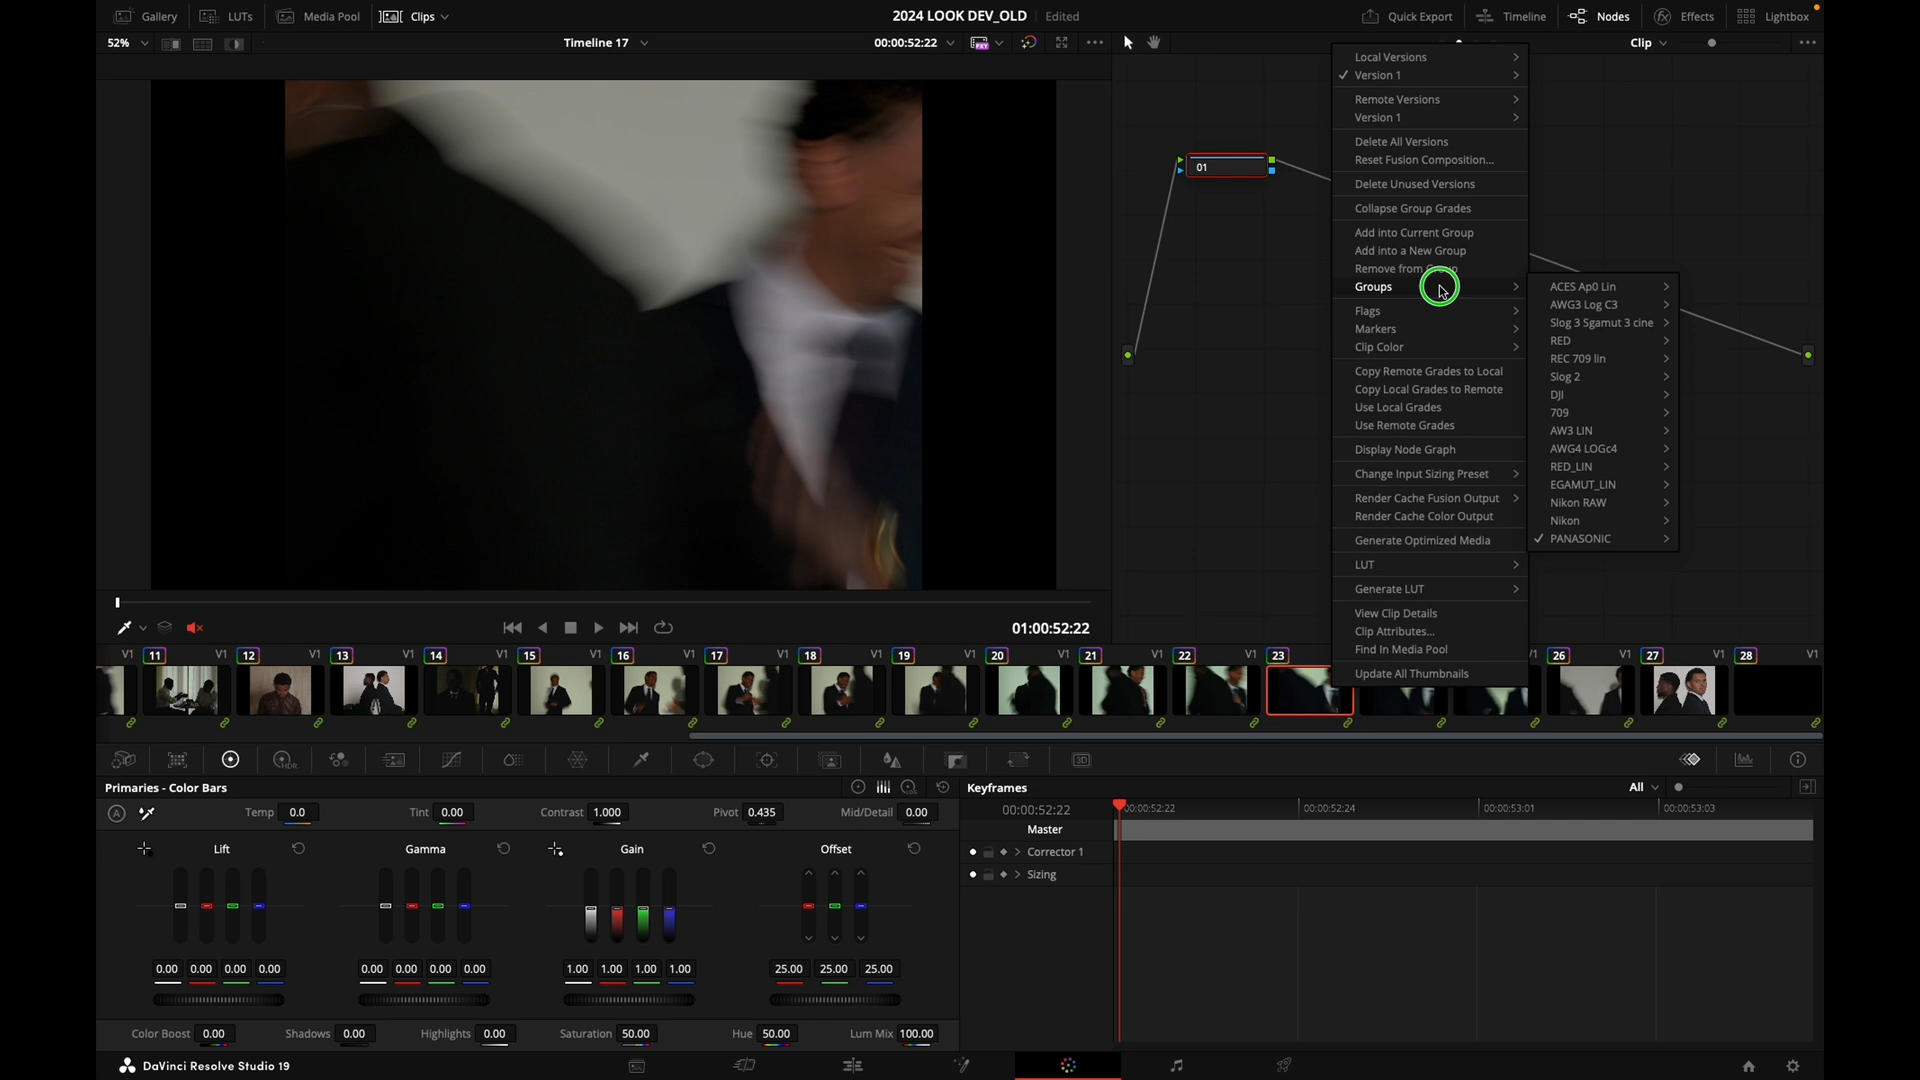 Gallery LUTs Media Pool Clips 2024 LOOK DEV_OLD Edited Quick Export Timeline Nodes Effects Lightbox
52% Timeline 17 00:00:52:22 Clip
Local Versions
Version 1
Remote Versions
Version 1
Delete All Versions
Reset Fusion Composition...
Delete Unused Versions
Collapse Group Grades
Add into Current Group
Add into a New Group
Remove from Group
Groups
Flags
Markers
Clip Color
Copy Remote Grades to Local
Copy Local Grades to Remote
Use Local Grades
Use Remote Grades
Display Node Graph
Change Input Sizing Preset
Render Cache Fusion Output
Render Cache Color Output
Generate Optimized Media
LUT
Generate LUT
View Clip Details
Clip Attributes...
Find In Media Pool
Update All Thumbnails
ACES Ap0 Lin
AWG3 Log C3
Slog 3 Sgamut 3 cine
RED
REC 709 lin
Slog 2
DJI
709
AW3 LIN
AWG4 LOGc4
RED_LIN
EGAMUT_LIN
Nikon RAW
Nikon
PANASONIC
01
01:00:52:22
V1 11 V1 12 V1 13 V1 14 V1 15 V1 16 V1 17 V1 18 V1 19 V1 20 V1 21 V1 22 V1 23 V1 26 V1 27 V1 28 V1
HDR 3D
Primaries - Color Bars Keyframes All
A Temp 0.0 Tint 0.00 Contrast 1.000 Pivot 0.435 Mid/Detail 0.00
00:00:52:22 00:00:52:22 00:00:52:24 00:00:53:01 00:00:53:03
Master
Lift Gamma Gain Offset
Corrector 1
Sizing
0.00 0.00 0.00 0.00 0.00 0.00 0.00 0.00 1.00 1.00 1.00 1.00 25.00 25.00 25.00
Color Boost 0.00 Shadows 0.00 Highlights 0.00 Saturation 50.00 Hue 50.00 Lum Mix 100.00
DaVinci Resolve Studio 19